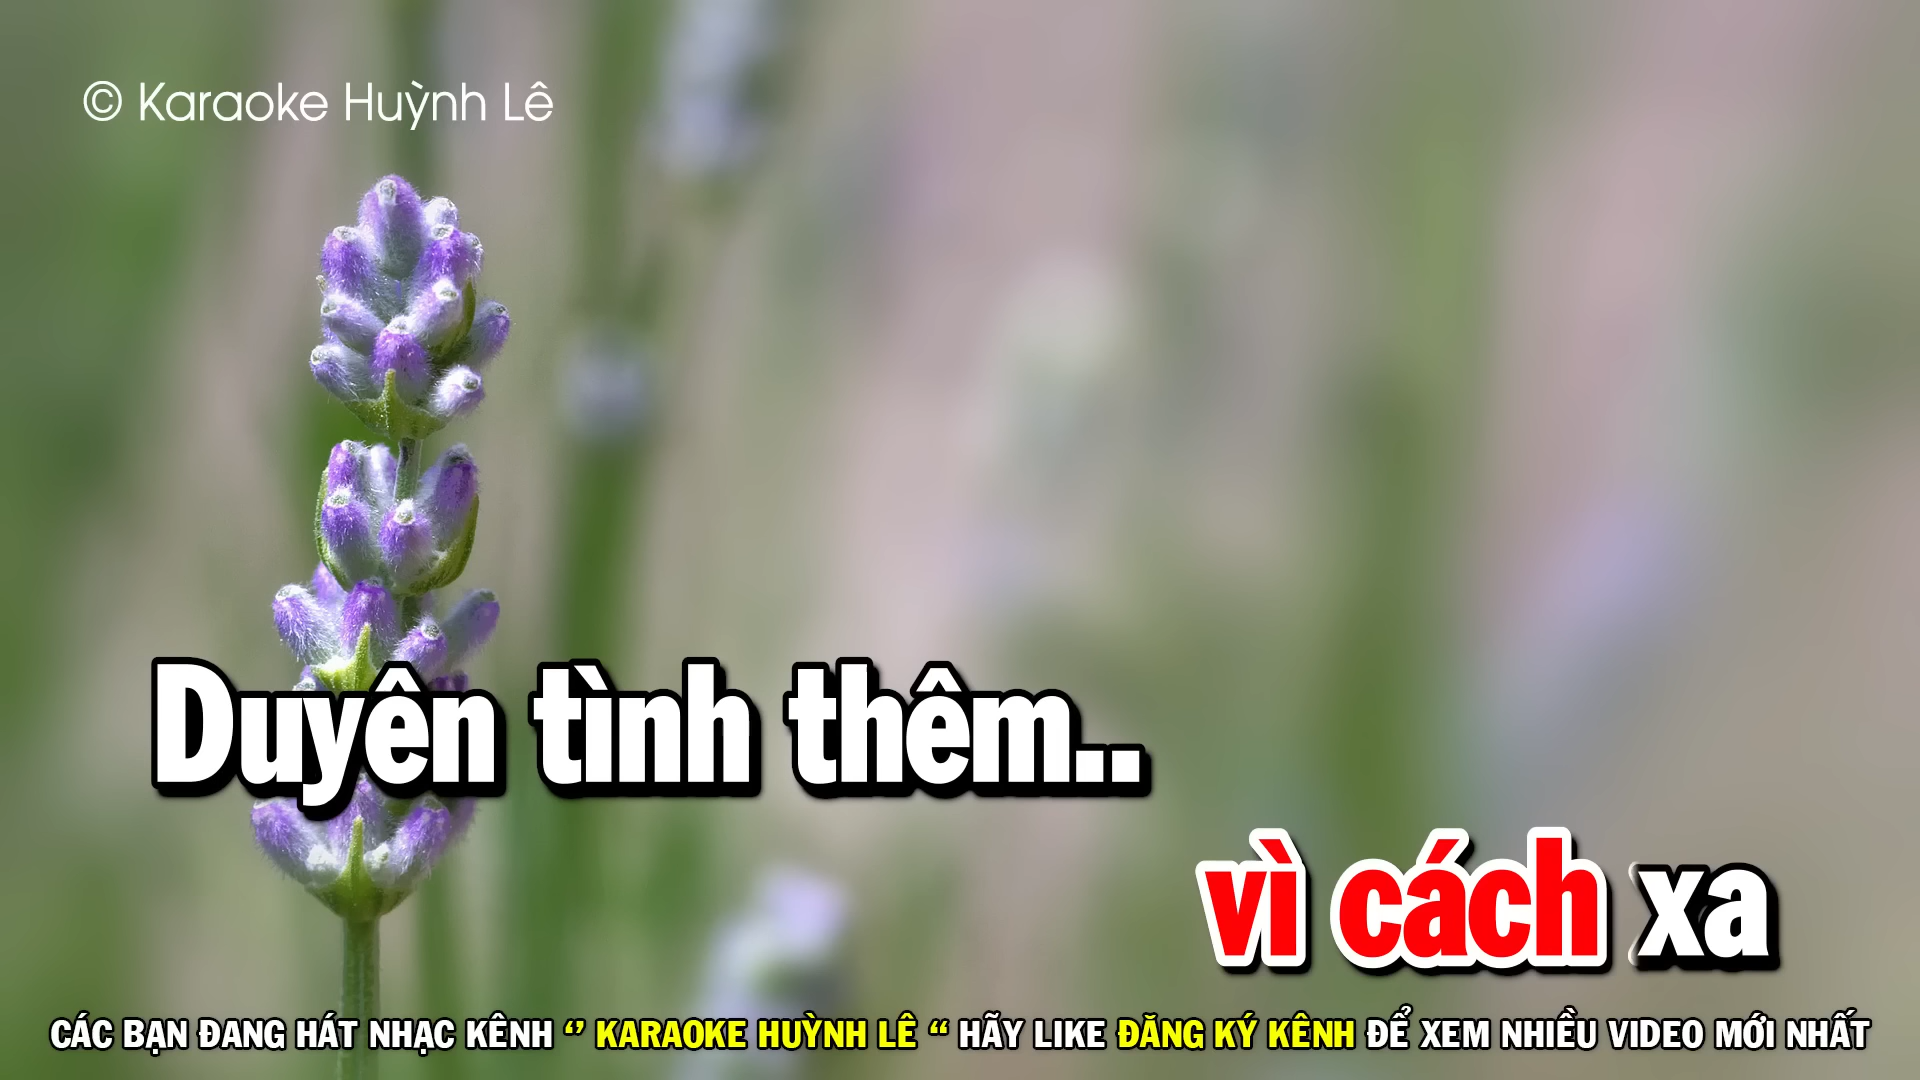 © Karaoke Huỳnh Lê
Duyên tình thêm..
vì cách xa
CÁC BẠN ĐANG HÁT NHẠC KÊNH ‘’ KARAOKE HUỲNH LÊ “ HÃY LIKE ĐĂNG KÝ KÊNH ĐỂ XEM NHIỀU VIDEO MỚI NHẤT